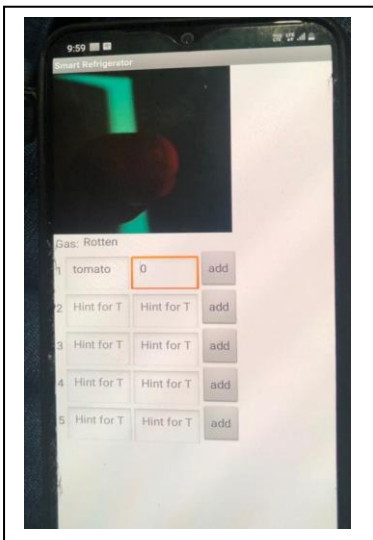 9:59
Smart Refrigerator
Gas: Rotten
1 tomato 0 add
2 Hint for T Hint for T add
3 Hint for T Hint for T add
4 Hint for T Hint for T add
5 Hint for T Hint for T add